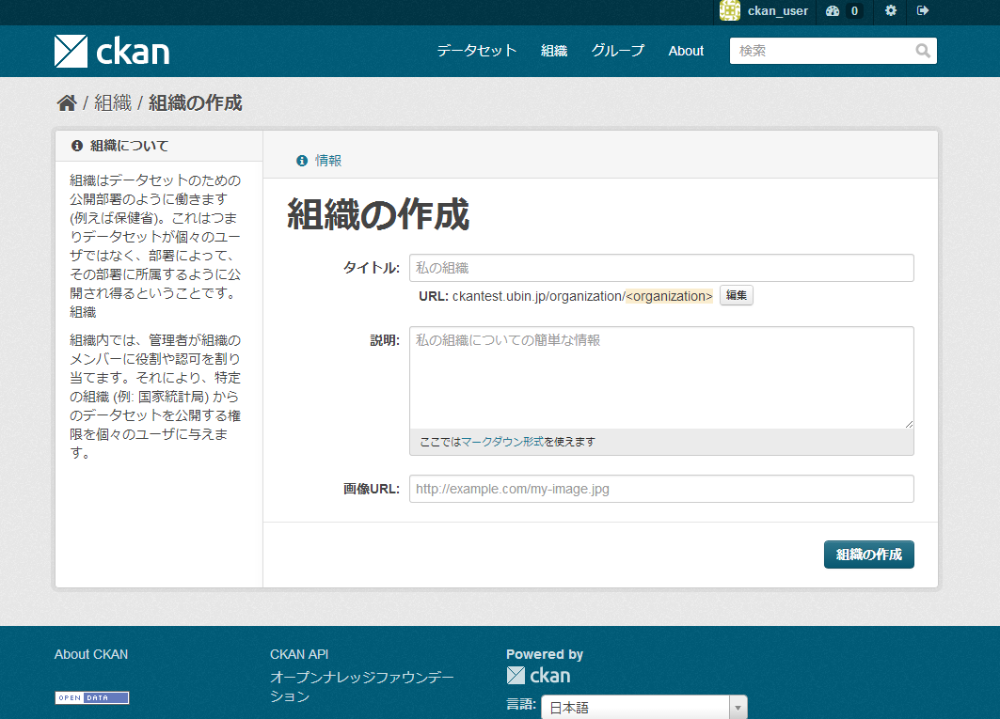 ckan_user 0
ckan データセット 組織 グループ About 検索
/ 組織 / 組織の作成
組織について
組織はデータセットのための
公開部署のように働きます
(例えば保健省)。これはつま
りデータセットが個々のユー
ザではなく、部署によって、
その部署に所属するように公
開され得るということです。
組織
組織内では、管理者が組織の
メンバーに役割や認可を割り
当てます。それにより、特定
の組織 (例: 国家統計局) から
のデータセットを公開する権
限を個々のユーザに与えま
す。
情報
組織の作成
タイトル: 私の組織
URL: ckantest.ubin.jp/organization/<organization> 編集
説明: 私の組織についての簡単な情報
ここではマークダウン形式を使えます
画像URL: http://example.com/my-image.jpg
組織の作成
About CKAN
OPEN DATA
CKAN API
オープンナレッジファウンデー
ション
Powered by
ckan
言語: 日本語